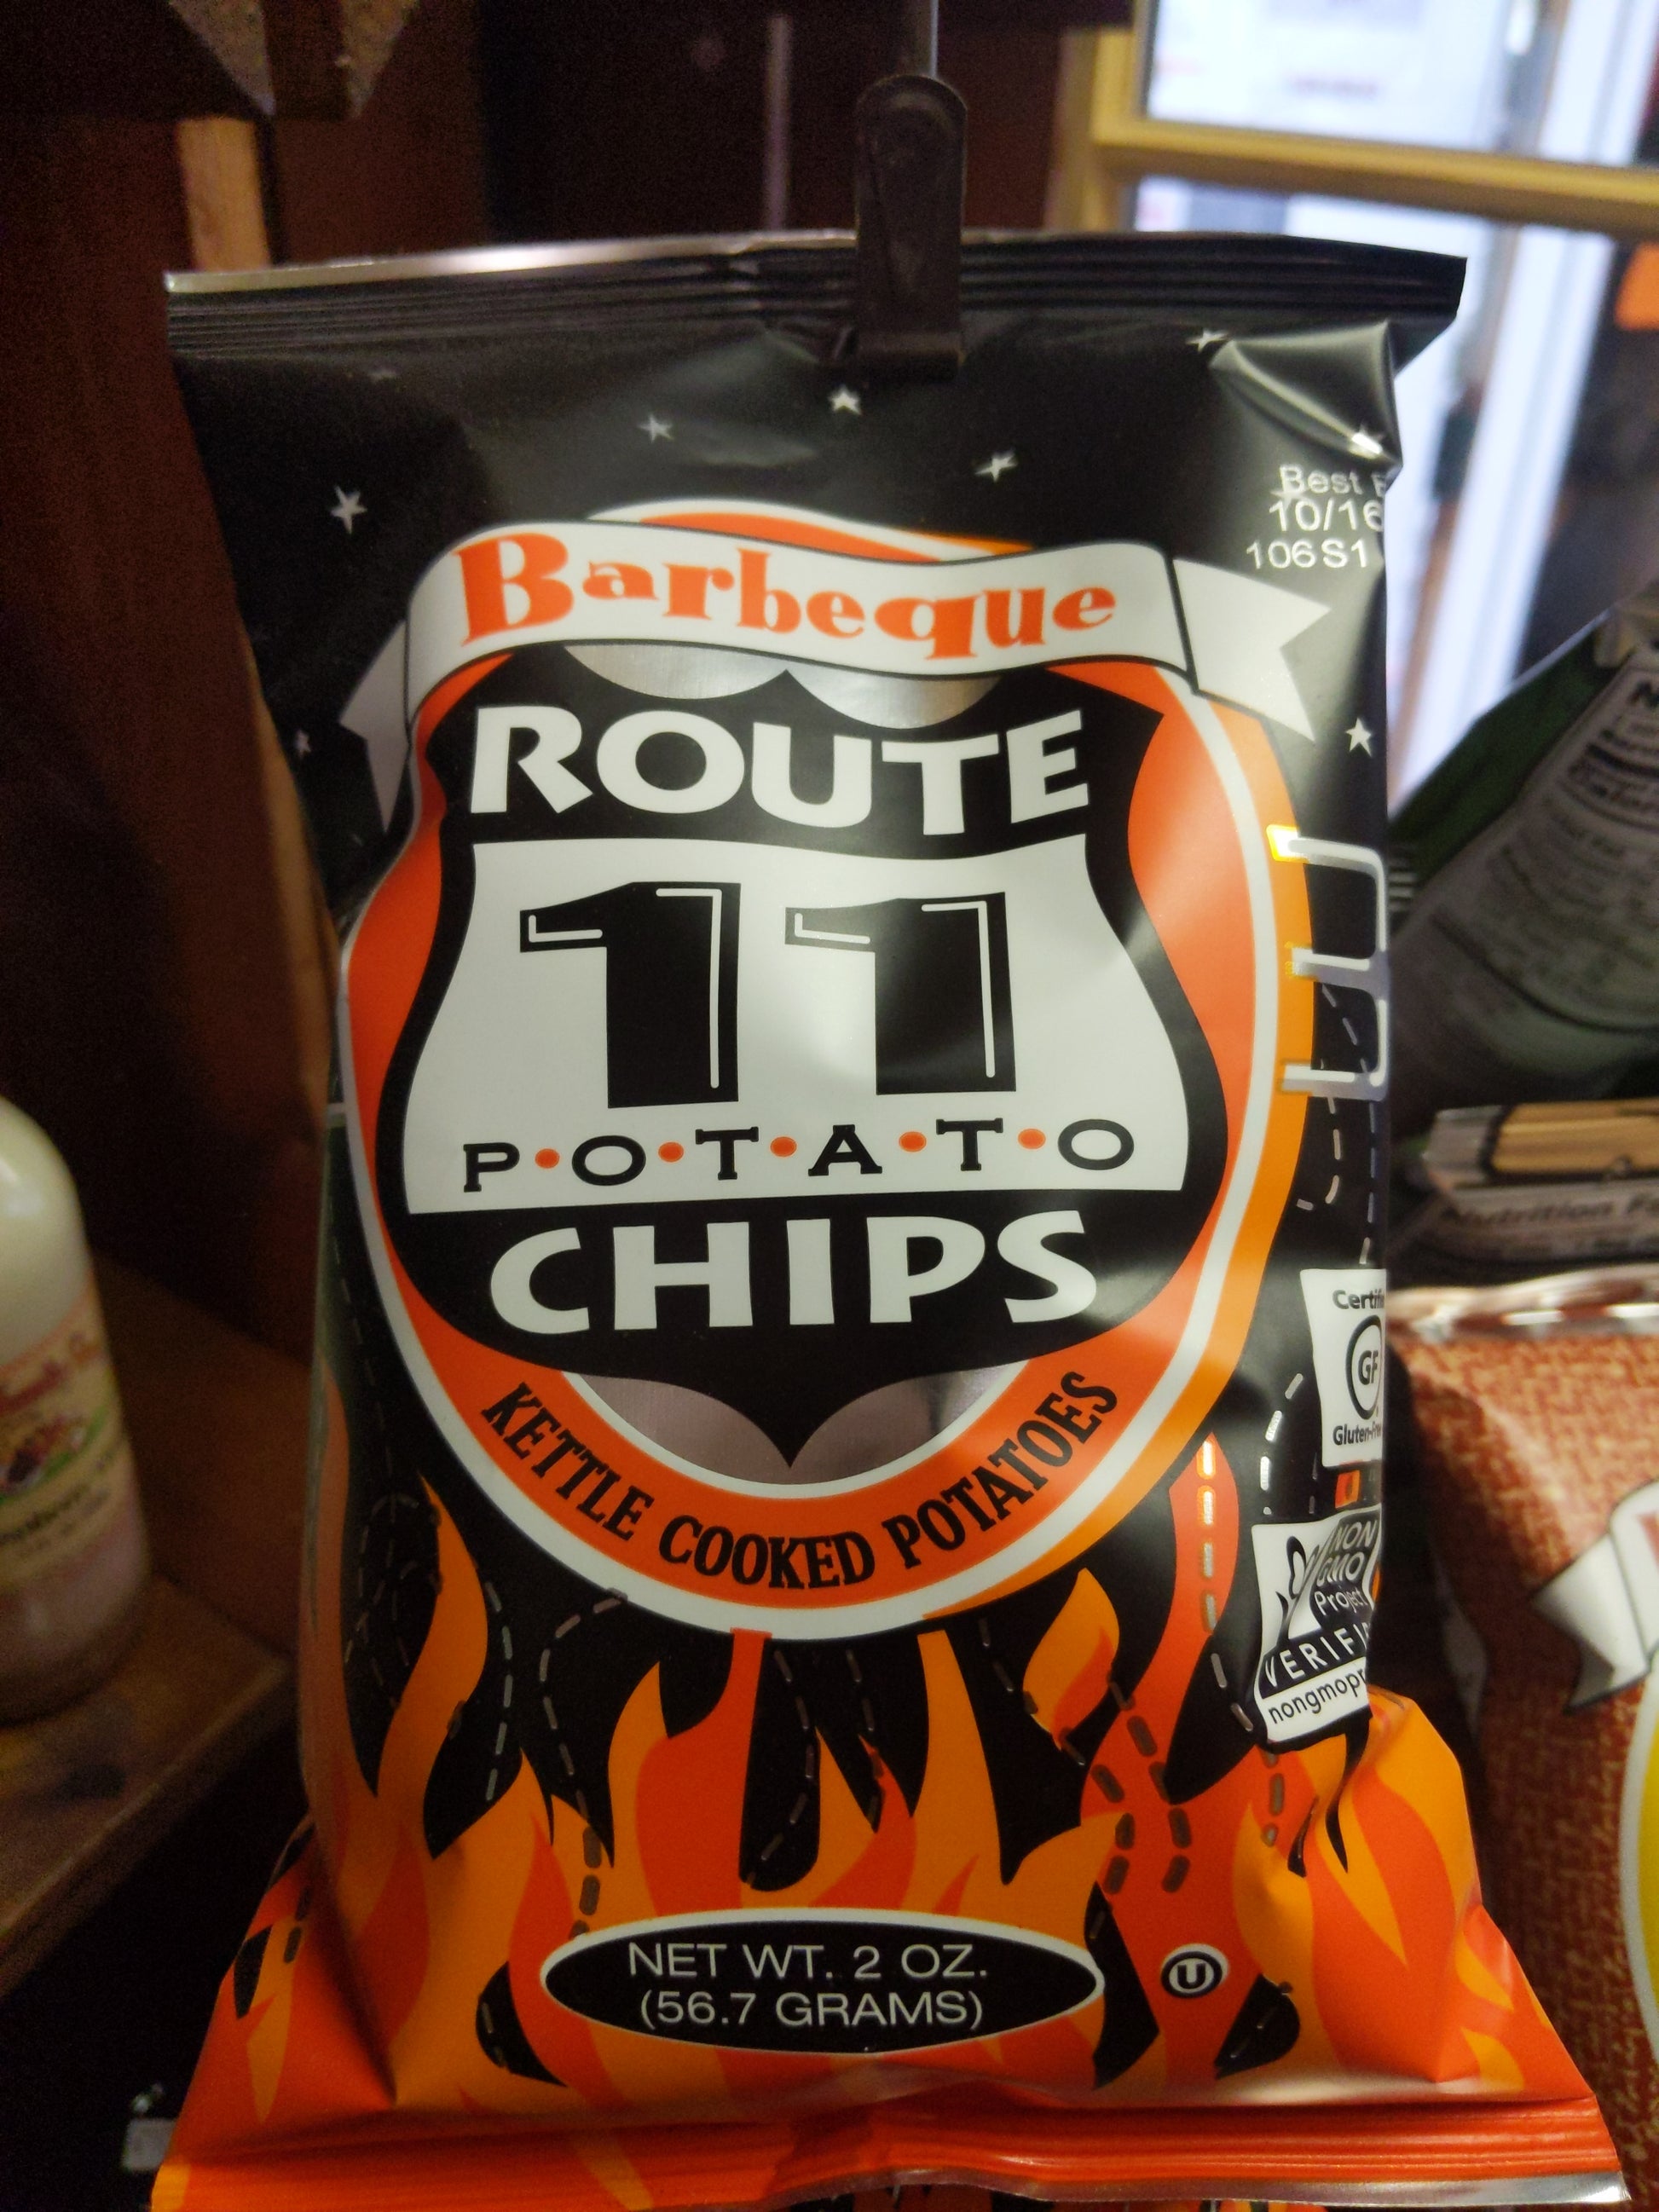 Best
10/16
106S1
Barbeque
ROUTE
11
P•O•T•A•T•O
CHIPS
KETTLE COOKED POTATOES
GF
NON
GMO
Project
NET WT. 2 OZ.
(56.7 GRAMS)
U
Nutrition